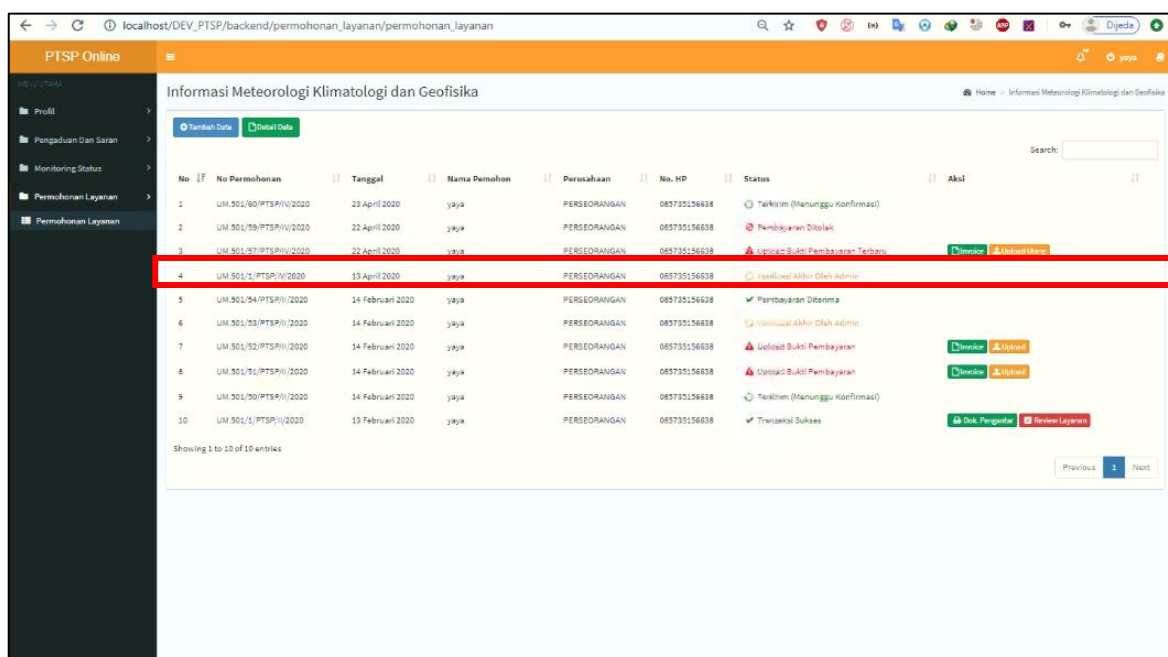 localhost/DEV_PTSP/backend/permohonan_layanan/permohonan_layanan
Dijeda
PTSP Online
yaya
MENU UTAMA
Profil
Pengaduan Dan Saran
Monitoring Status
Permohonan Layanan
Permohonan Layanan
Informasi Meteorologi Klimatologi dan Geofisika
Home > Informasi Meteorologi Klimatologi dan Geofisika
Tambah Data Detail Data
Search:
No No Permohonan Tanggal Nama Pemohon Perusahaan No. HP Status Aksi
1 UM.501/60/PTSP/IV/2020 23 April 2020 yaya PERSEORANGAN 085735156638 Terkirim (Menunggu Konfirmasi)
2 UM.501/59/PTSP/IV/2020 22 April 2020 yaya PERSEORANGAN 085735156638 Pembayaran Ditolak
3 UM.501/57/PTSP/IV/2020 22 April 2020 yaya PERSEORANGAN 085735156638 Upload Bukti Pembayaran Terbaru Invoice Upload Ulang
4 UM.501/1/PTSP/IV/2020 13 April 2020 yaya PERSEORANGAN 085735156638 Akhir Oleh Admin
5 UM.501/54/PTSP/II/2020 14 Februari 2020 yaya PERSEORANGAN 085735156638 Pembayaran Diterima
6 UM.501/53/PTSP/II/2020 14 Februari 2020 yaya PERSEORANGAN 085735156638 Akhir Oleh Admin
7 UM.501/52/PTSP/II/2020 14 Februari 2020 yaya PERSEORANGAN 085735156638 Upload Bukti Pembayaran Invoice Upload
8 UM.501/51/PTSP/II/2020 14 Februari 2020 yaya PERSEORANGAN 085735156638 Upload Bukti Pembayaran Invoice Upload
9 UM.501/50/PTSP/II/2020 14 Februari 2020 yaya PERSEORANGAN 085735156638 Terkirim (Menunggu Konfirmasi)
10 UM.501/1/PTSP/II/2020 13 Februari 2020 yaya PERSEORANGAN 085735156638 Transaksi Sukses Dok. Pengantar Review Layanan
Showing 1 to 10 of 10 entries
Previous 1 Next